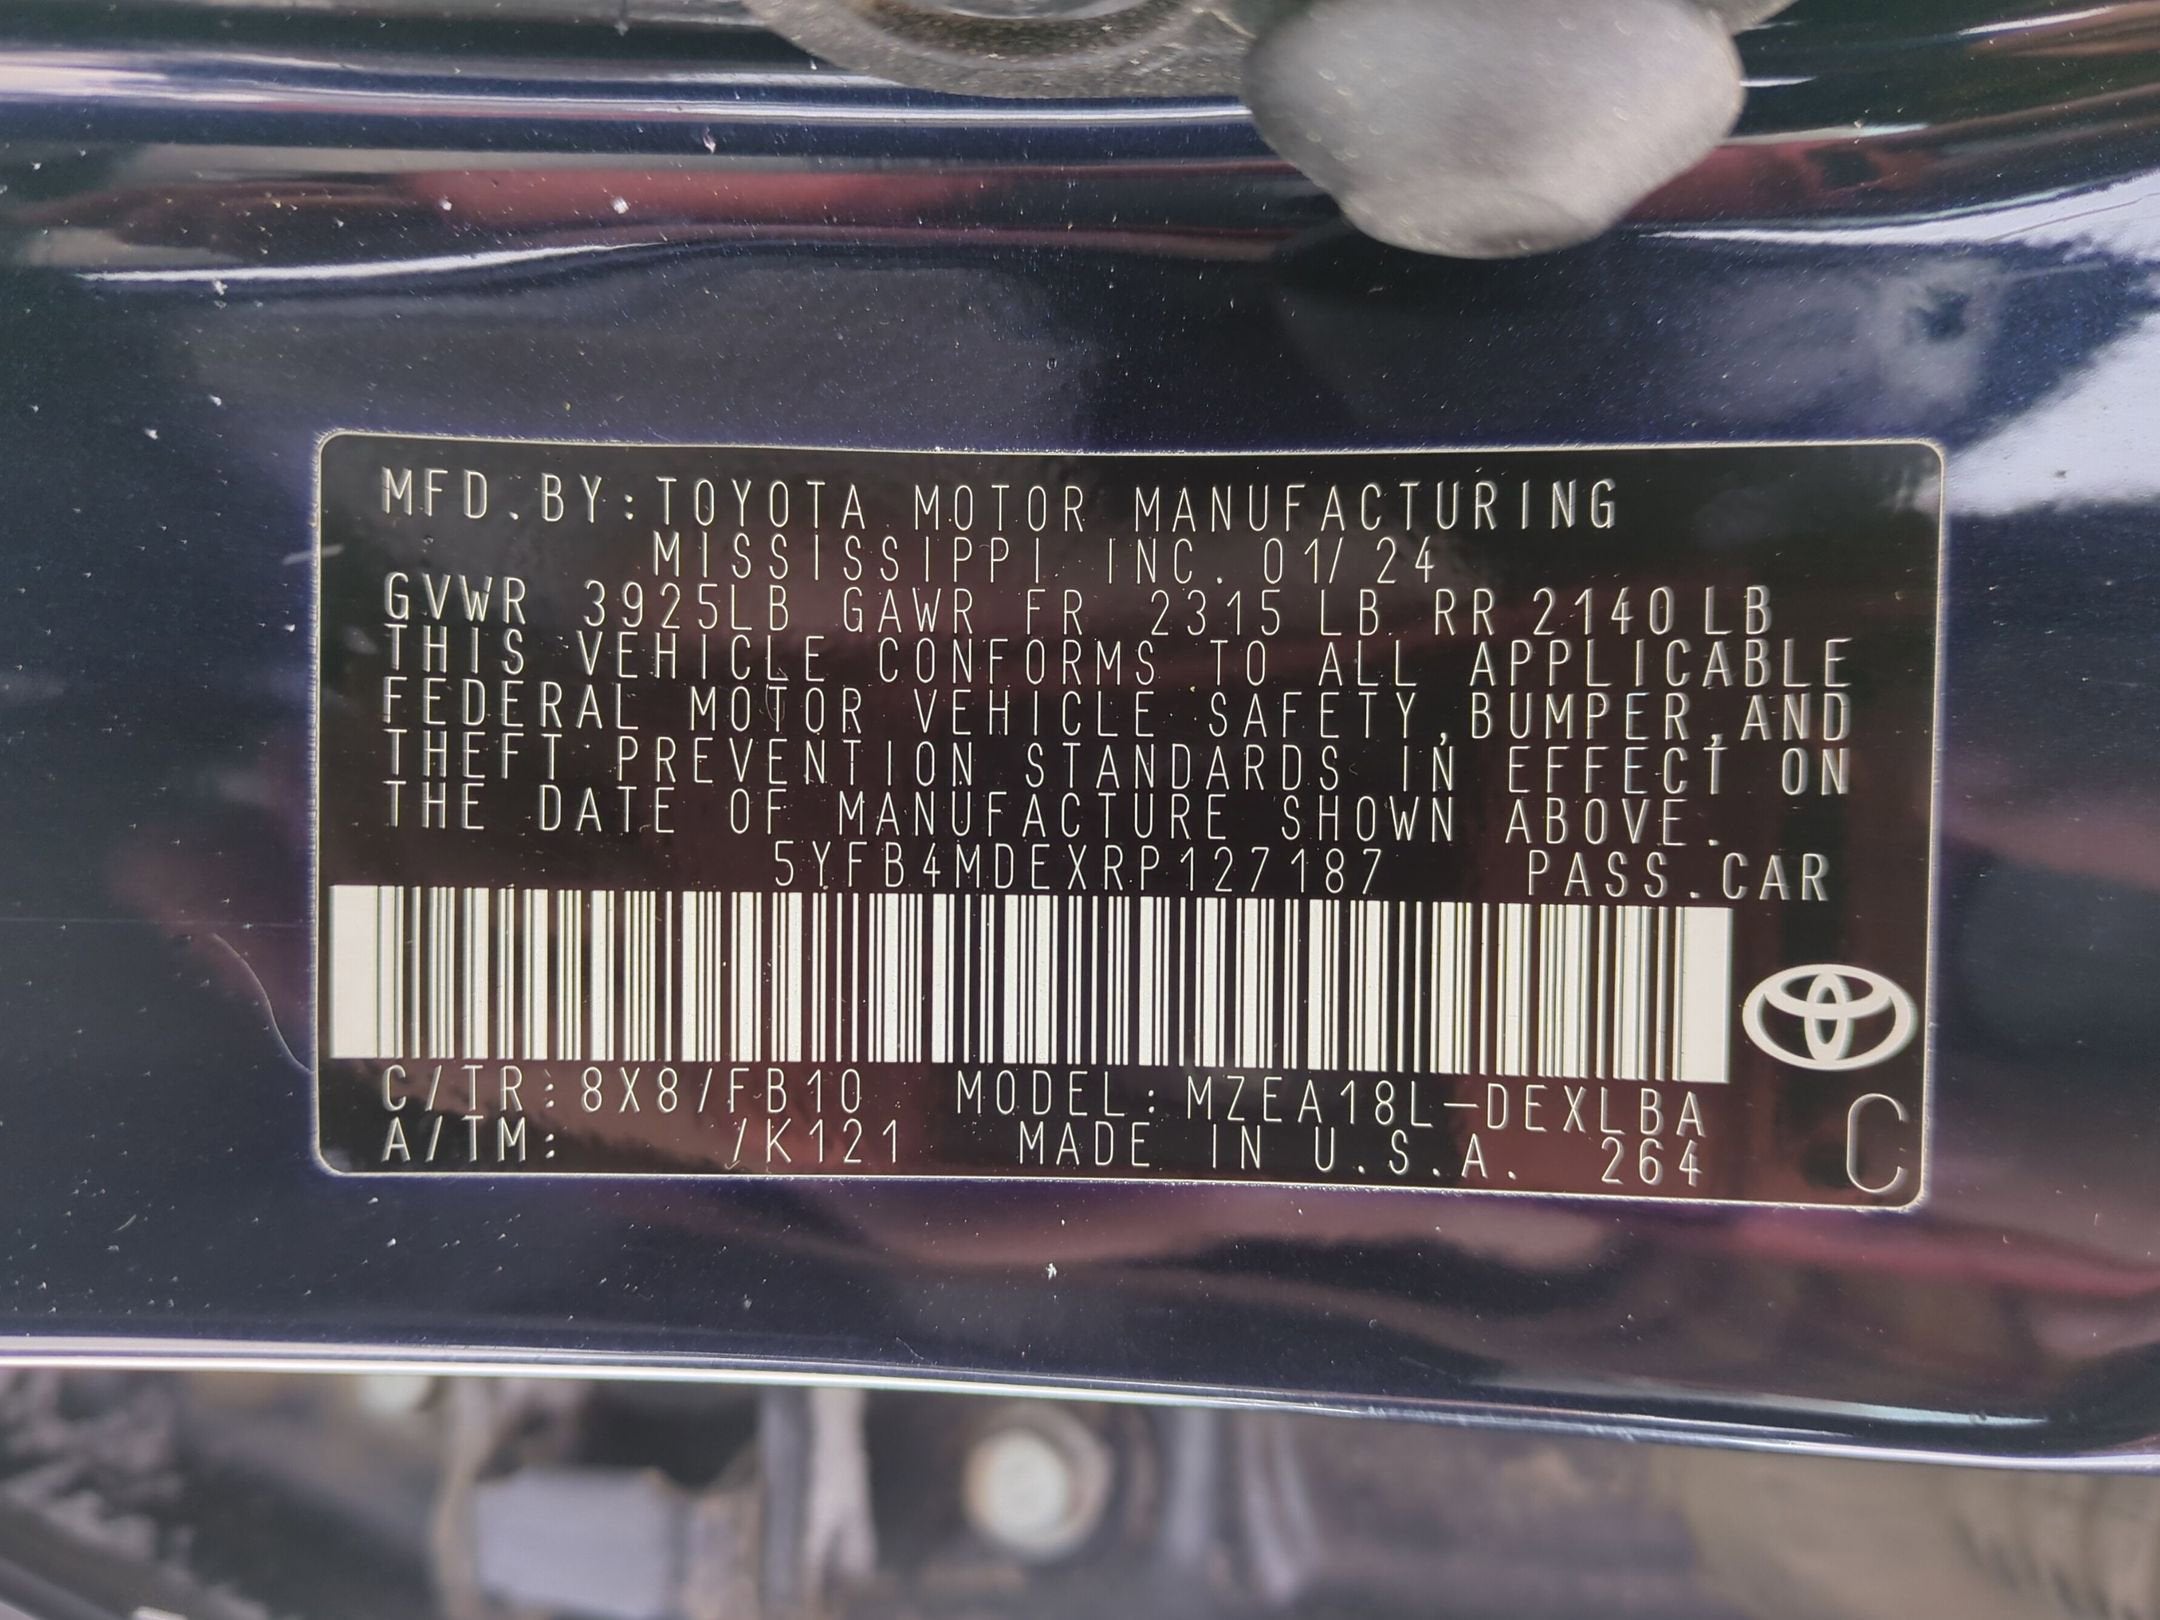 MFD.BY:TOYOTA MOTOR MANUFACTURING
MISSISSIPPI INC. 01/24
GVWR 3925LB GAWR FR 2315 LB RR 2140LB
THIS VEHICLE CONFORMS TO ALL APPLICABLE
FEDERAL MOTOR VEHICLE SAFETY,BUMPER,AND
THEFT PREVENTION STANDARDS IN EFFECT ON
THE DATE OF MANUFACTURE SHOWN ABOVE.
5YFB4MDEXRP127187 PASS.CAR
C/TR:8X8/FB10 MODEL:MZEA18L-DEXLBA
A/TM: /K121 MADE IN U.S.A. 264
C